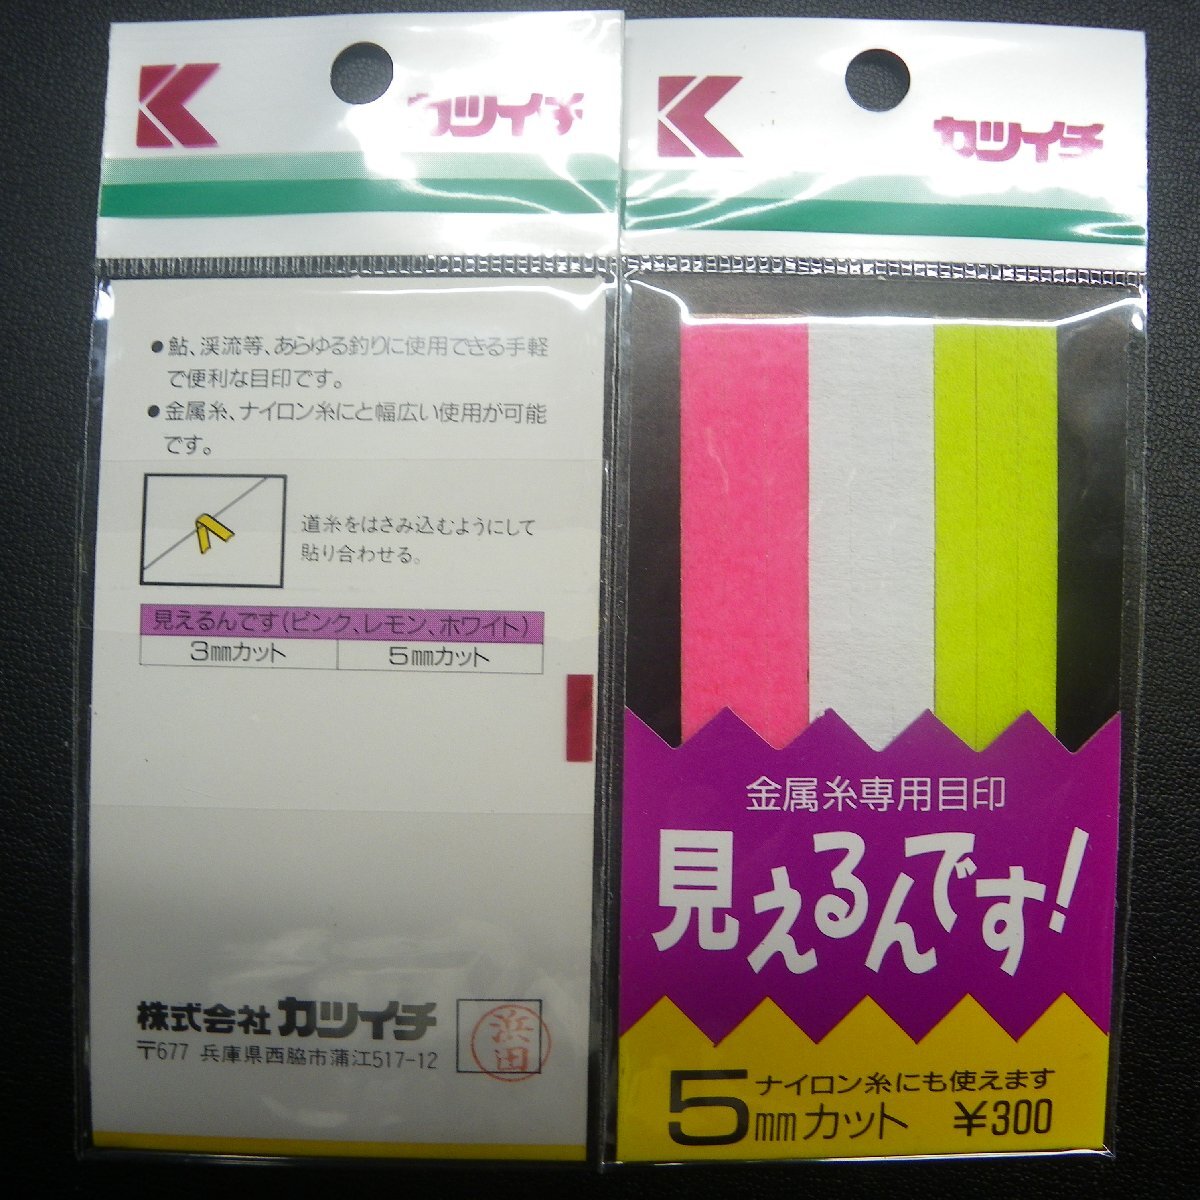 カツイチ
●鮎、渓流等、あらゆる釣りに使用できる手軽
で便利な目印です。
●金属糸、ナイロン糸にと幅広い使用が可能
です。
道糸をはさみ込むようにして
貼り合わせる。
見えるんです(ピンク、レモン、ホワイト)
3mmカット 5mmカット
株式会社 カツイチ
〒677 兵庫県西脇市蒲江517-12
浜田
カツイチ
金属糸専用目印
見えるんです!
ナイロン糸にも使えます
5mmカット ¥300